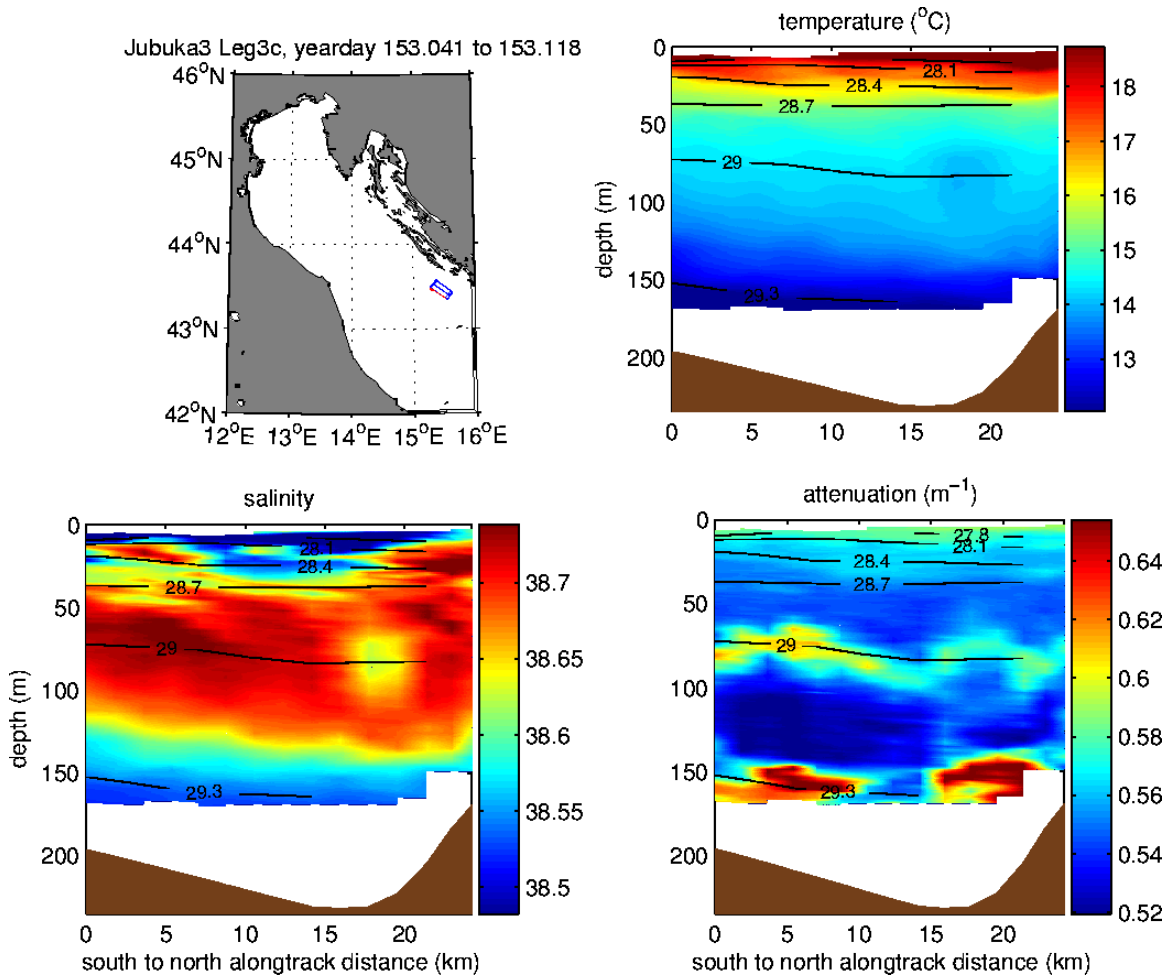 Jubuka3 Leg3c, yearday 153.041 to 153.118
46°N
45°N
44°N
43°N
42°N
12°E 13°E 14°E 15°E 16°E
temperature (°C)
0
50
100
150
200
depth (m)
28.1
28.4
28.7
29
29.3
0 5 10 15 20
18
17
16
15
14
13
salinity
0
50
100
150
200
depth (m)
28.1
28.4
28.7
29
29.3
0 5 10 15 20
south to north alongtrack distance (km)
38.7
38.65
38.6
38.55
38.5
attenuation (m⁻¹)
0
50
100
150
200
27.8
28.1
28.4
28.7
29
29.3
0 5 10 15 20
south to north alongtrack distance (km)
0.64
0.62
0.6
0.58
0.56
0.54
0.52